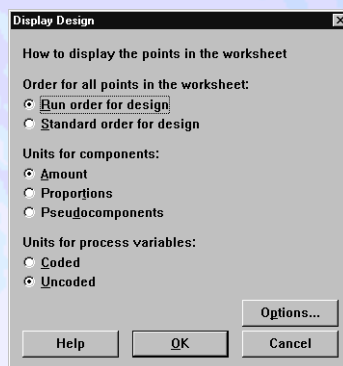 Display Design
How to display the points in the worksheet
Order for all points in the worksheet:
Run order for design
Standard order for design
Units for components:
Amount
Proportions
Pseudocomponents
Units for process variables:
Coded
Uncoded
Options...
Help OK Cancel